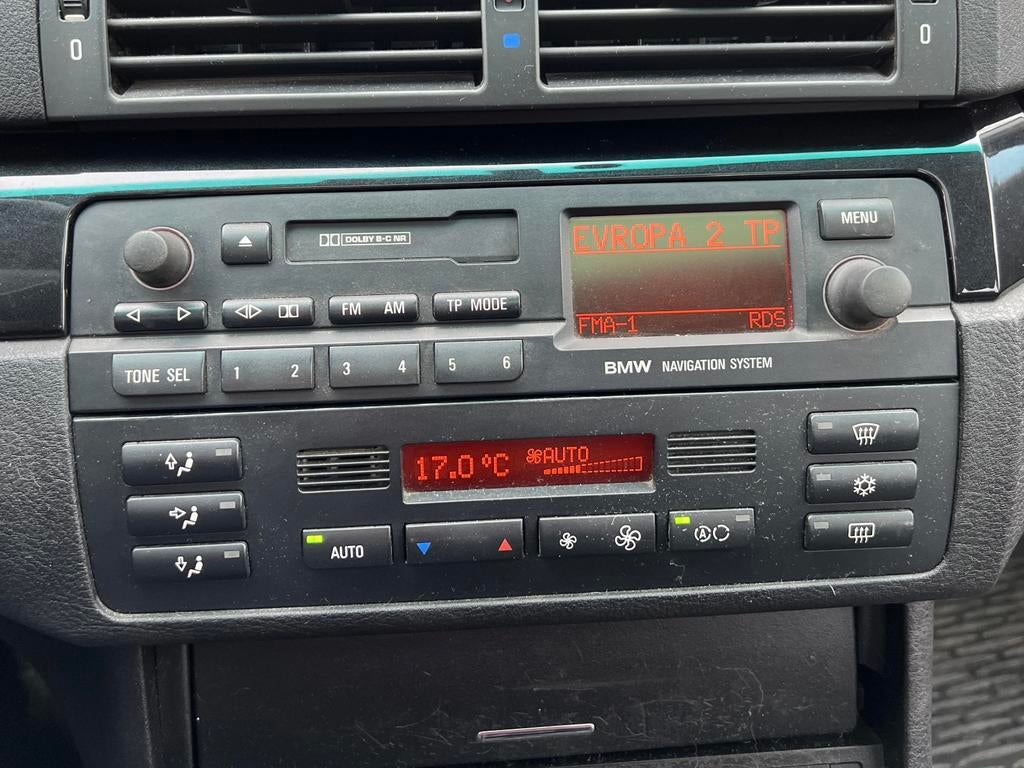 0
0
DOLBY B-C NR
EVROPA 2 TP
MENU
FM AM
TP MODE
FMA-1
RDS
TONE SEL
1 2
3 4
5 6
BMW NAVIGATION SYSTEM
17.0 °C
AUTO
AUTO
A